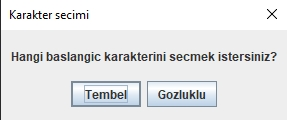 Karakter secimi
Hangi baslangic karakterini secmek istersiniz?
Tembel
Gozluklu